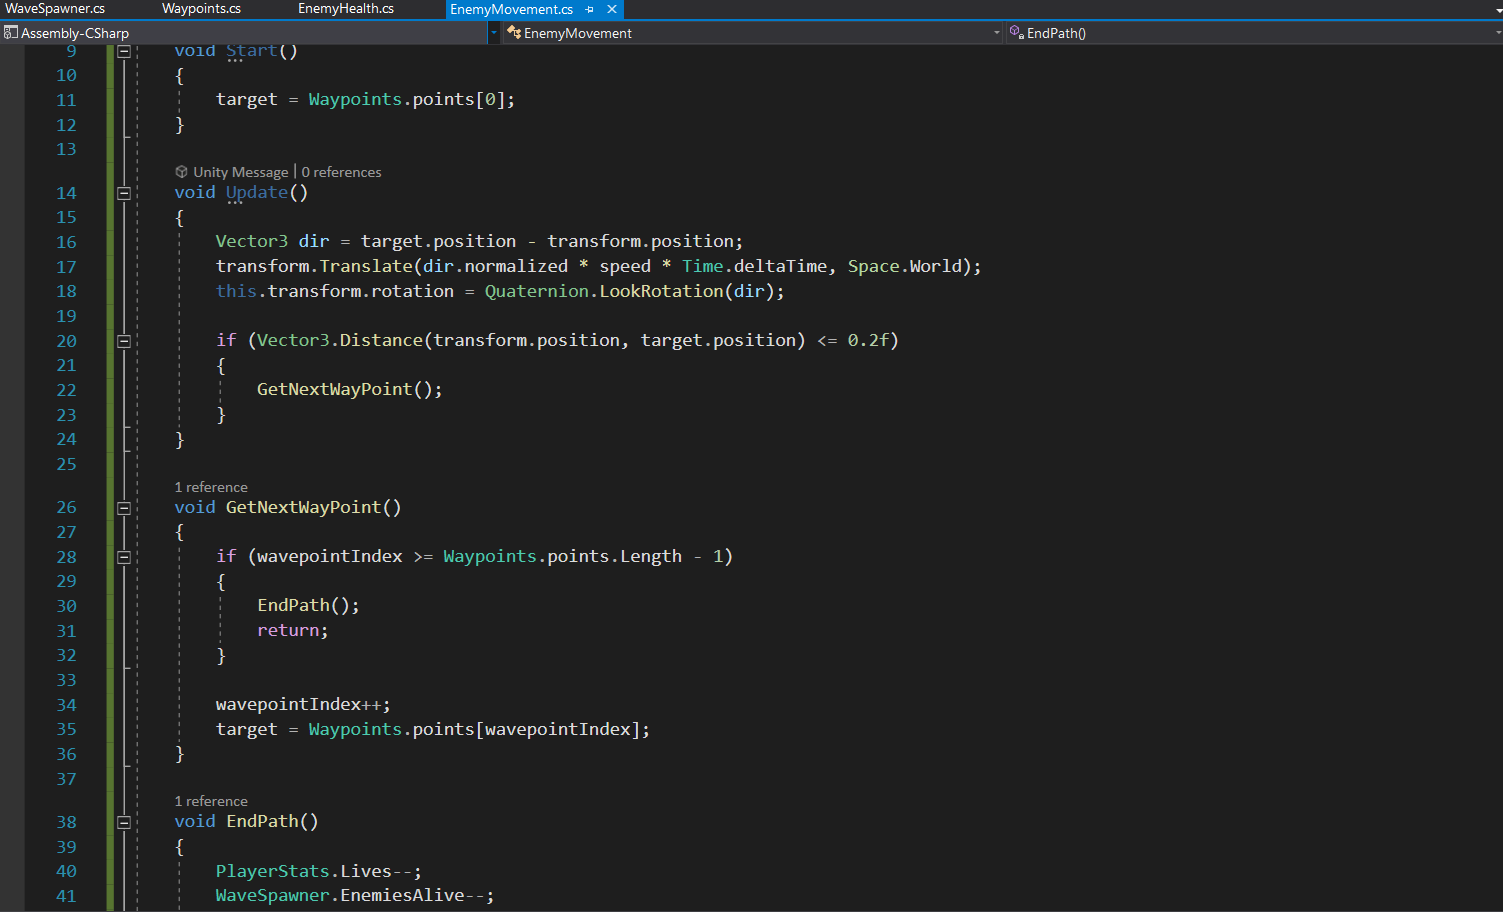 WaveSpawner.cs Waypoints.cs EnemyHealth.cs EnemyMovement.cs
Assembly-CSharp EnemyMovement EndPath()
9 void Start()
10 {
11 target = Waypoints.points[0];
12 }
13
Unity Message | 0 references
14 void Update()
15 {
16 Vector3 dir = target.position - transform.position;
17 transform.Translate(dir.normalized * speed * Time.deltaTime, Space.World);
18 this.transform.rotation = Quaternion.LookRotation(dir);
19
20 if (Vector3.Distance(transform.position, target.position) <= 0.2f)
21 {
22 GetNextWayPoint();
23 }
24 }
25
1 reference
26 void GetNextWayPoint()
27 {
28 if (wavepointIndex >= Waypoints.points.Length - 1)
29 {
30 EndPath();
31 return;
32 }
33
34 wavepointIndex++;
35 target = Waypoints.points[wavepointIndex];
36 }
37
1 reference
38 void EndPath()
39 {
40 PlayerStats.Lives--;
41 WaveSpawner.EnemiesAlive--;